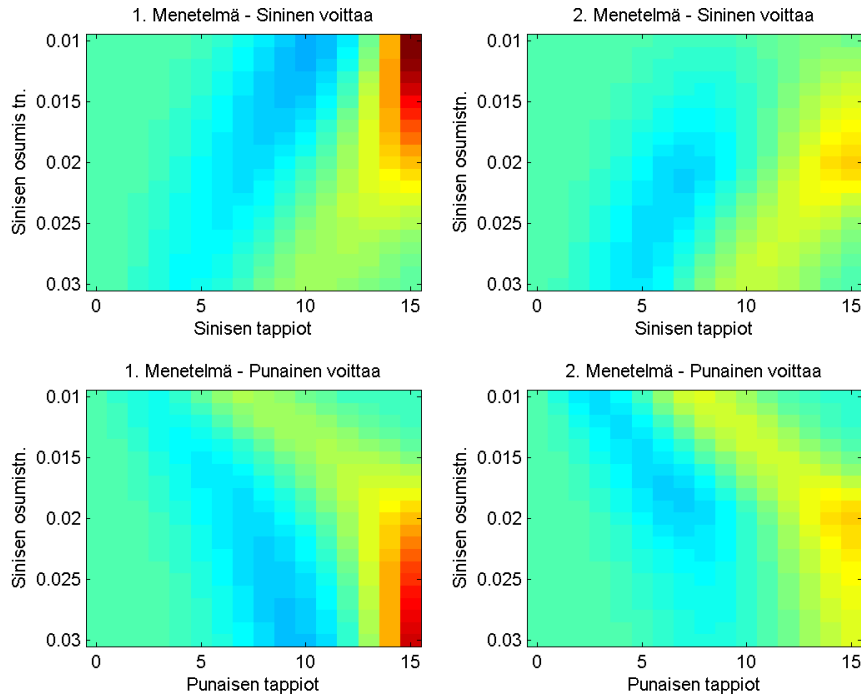 1. Menetelmä - Sininen voittaa
Sinisen osumis tn.
0.01
0.015
0.02
0.025
0.03
0 5 10 15
Sinisen tappiot
2. Menetelmä - Sininen voittaa
Sinisen osumistn.
0.01
0.015
0.02
0.025
0.03
0 5 10 15
Sinisen tappiot
1. Menetelmä - Punainen voittaa
Sinisen osumistn.
0.01
0.015
0.02
0.025
0.03
0 5 10 15
Punaisen tappiot
2. Menetelmä - Punainen voittaa
Sinisen osumistn.
0.01
0.015
0.02
0.025
0.03
0 5 10 15
Punaisen tappiot